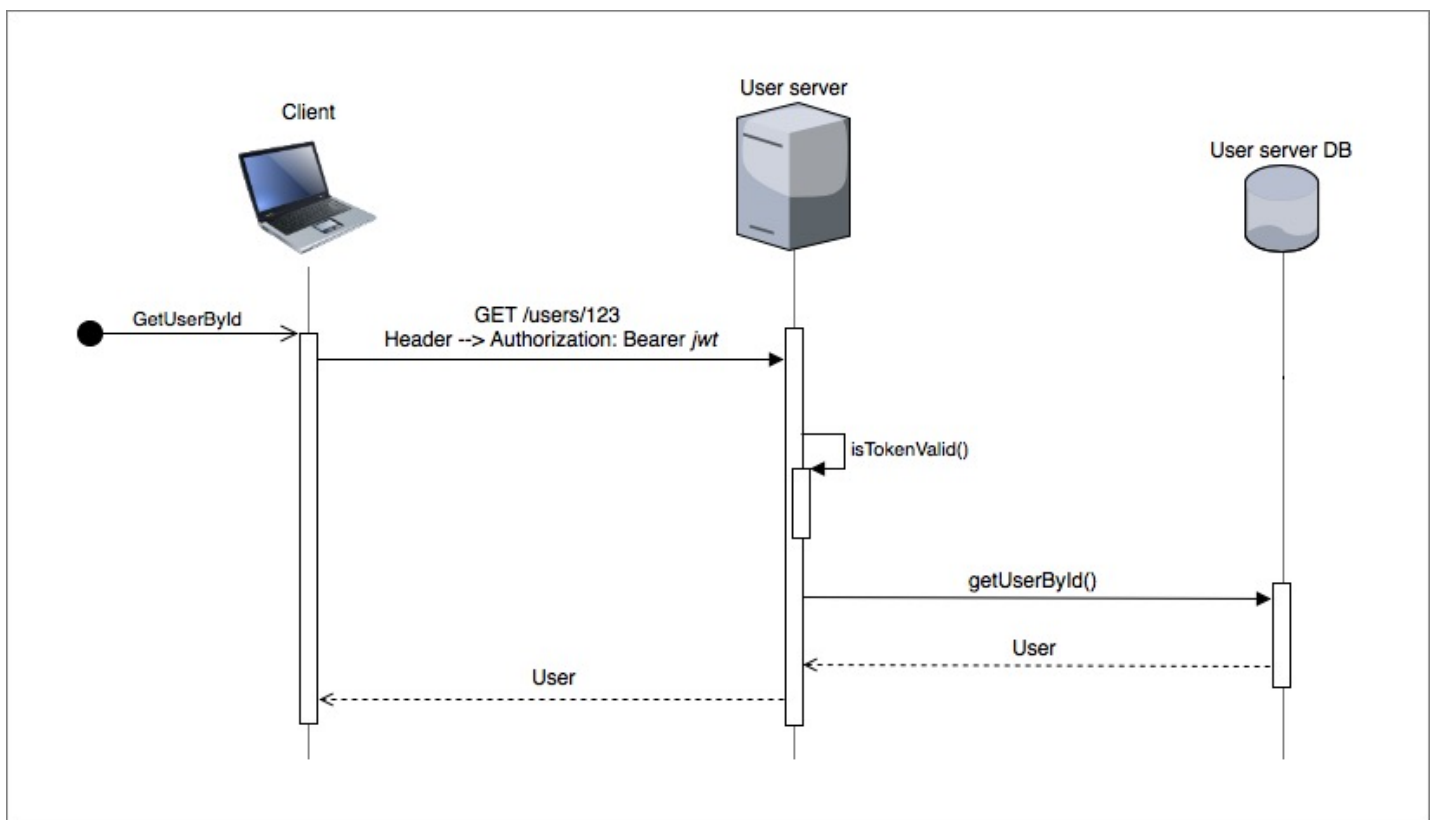 User server
Client
User server DB
GetUserById
GET /users/123
Header --> Authorization: Bearer jwt
isTokenValid()
getUserById()
User
User